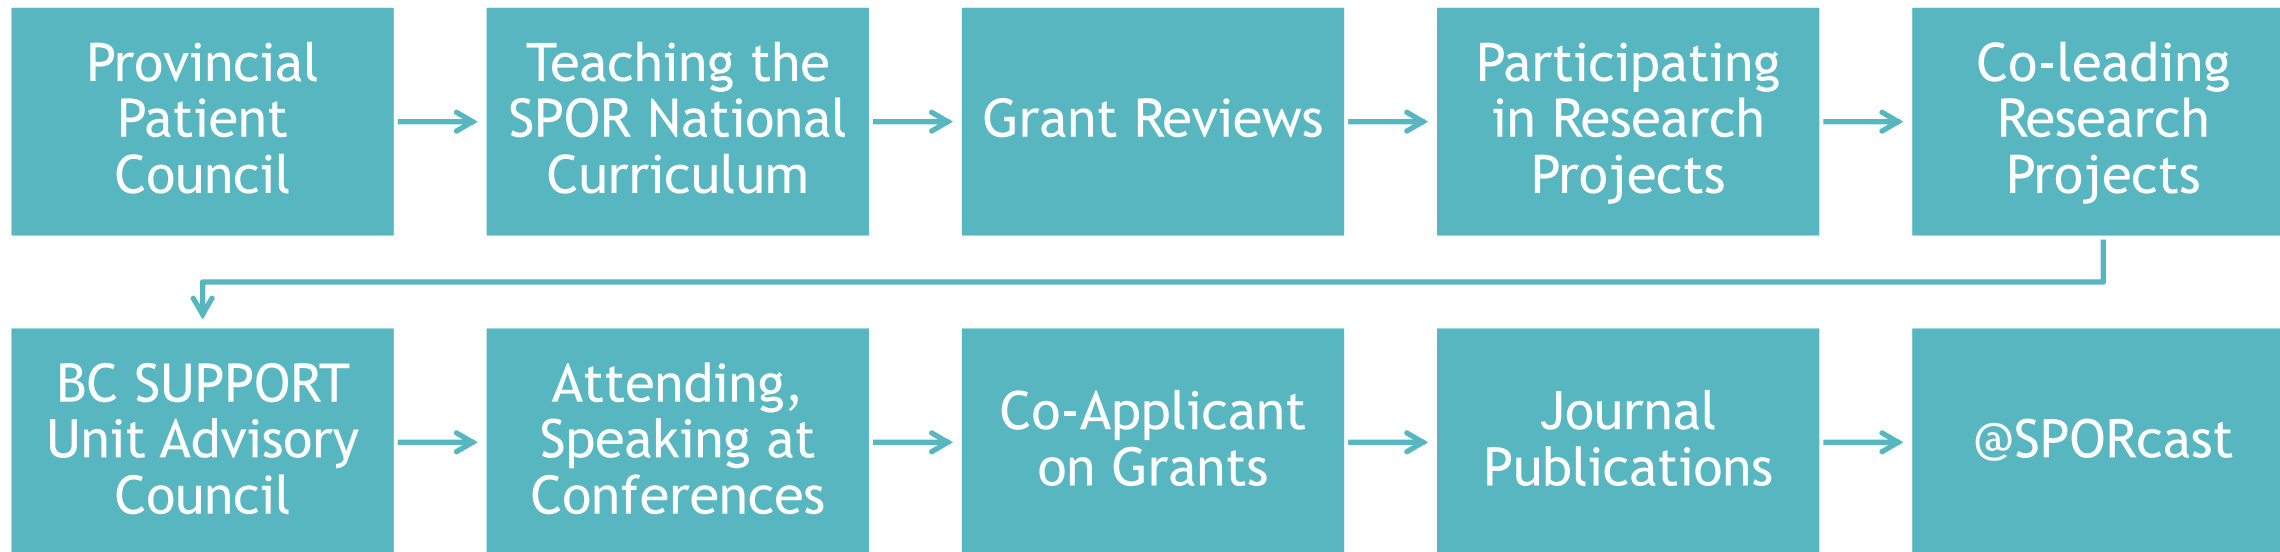 Provincial
Patient
Council
Teaching the
SPOR National
Curriculum
Grant Reviews
Participating
in Research
Projects
Co-leading
Research
Projects
BC SUPPORT
Unit Advisory
Council
Attending,
Speaking at
Conferences
Co-Applicant
on Grants
Journal
Publications
@SPORcast